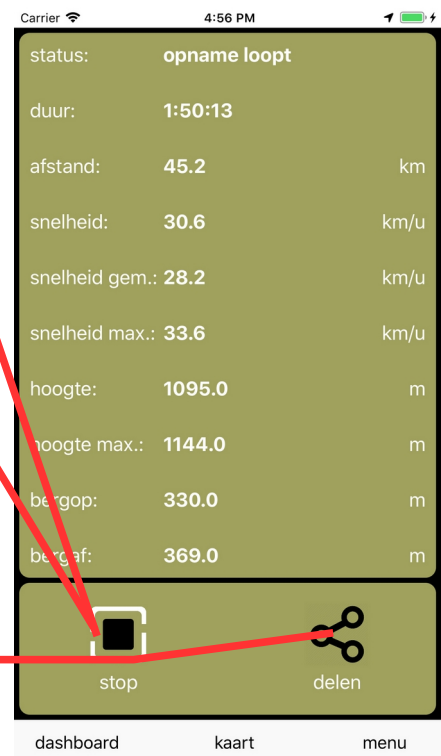 Carrier 4:56 PM
status: opname loopt
duur: 1:50:13
afstand: 45.2 km
snelheid: 30.6 km/u
snelheid gem.: 28.2 km/u
snelheid max.: 33.6 km/u
hoogte: 1095.0 m
hoogte max.: 1144.0 m
bergop: 330.0 m
bergaf: 369.0 m
stop delen
dashboard kaart menu